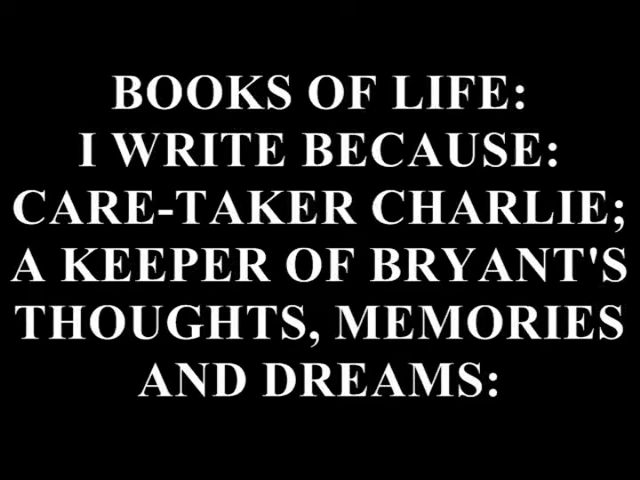 BOOKS OF LIFE:
I WRITE BECAUSE:
CARE-TAKER CHARLIE;
A KEEPER OF BRYANT'S
THOUGHTS, MEMORIES
AND DREAMS: